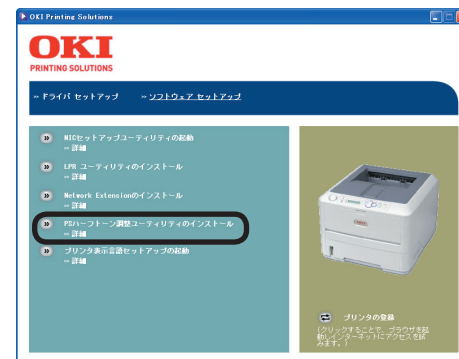 OKI Printing Solutions
OKI
PRINTING SOLUTIONS
» ドライバ セットアップ » ソフトウェア セットアップ
NICセットアップユーティリティの起動
» 詳細
LPR ユーティリティのインストール
» 詳細
Network Extensionのインストール
» 詳細
PSハーフトーン調整ユーティリティのインストール
» 詳細
プリンタ表示言語セットアップの起動
» 詳細
プリンタの登録
(クリックすることで、ブラウザを起
動しインターネットにアクセスを試
みます。)